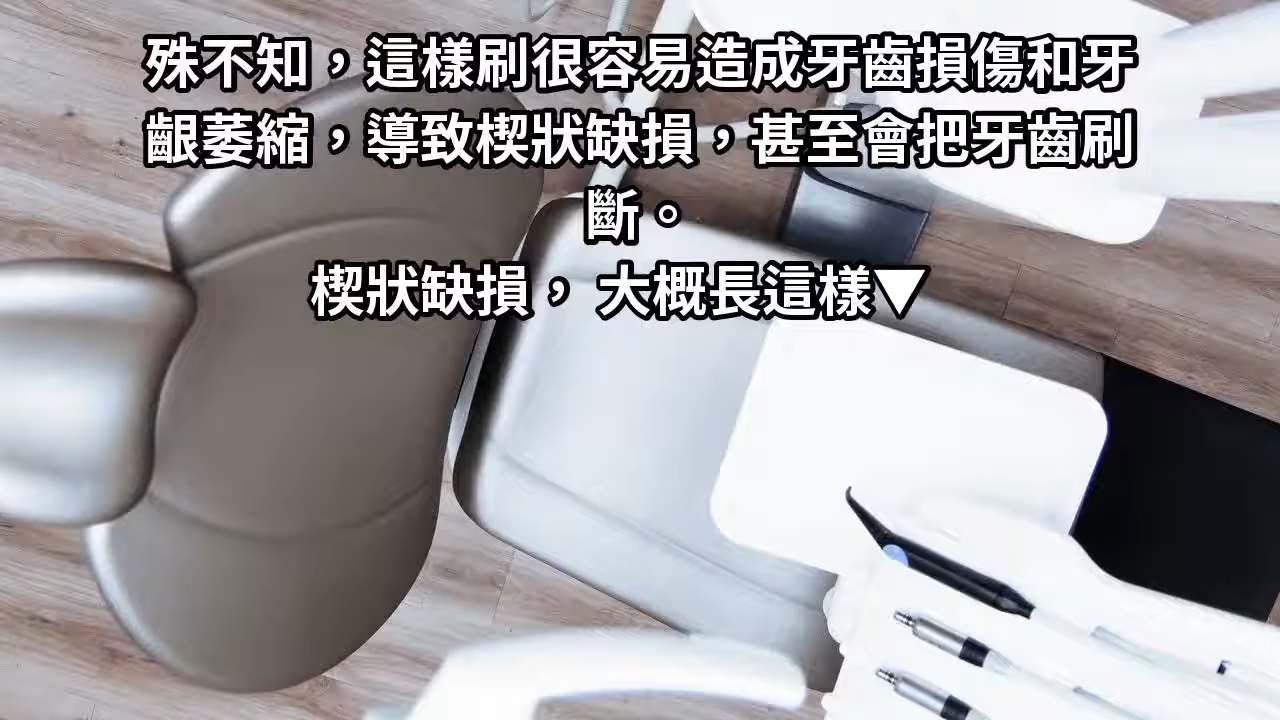 殊不知，這樣刷很容易造成牙齒損傷和牙
齦萎縮，導致楔狀缺損，甚至會把牙齒刷
斷。
楔狀缺損， 大概長這樣▼